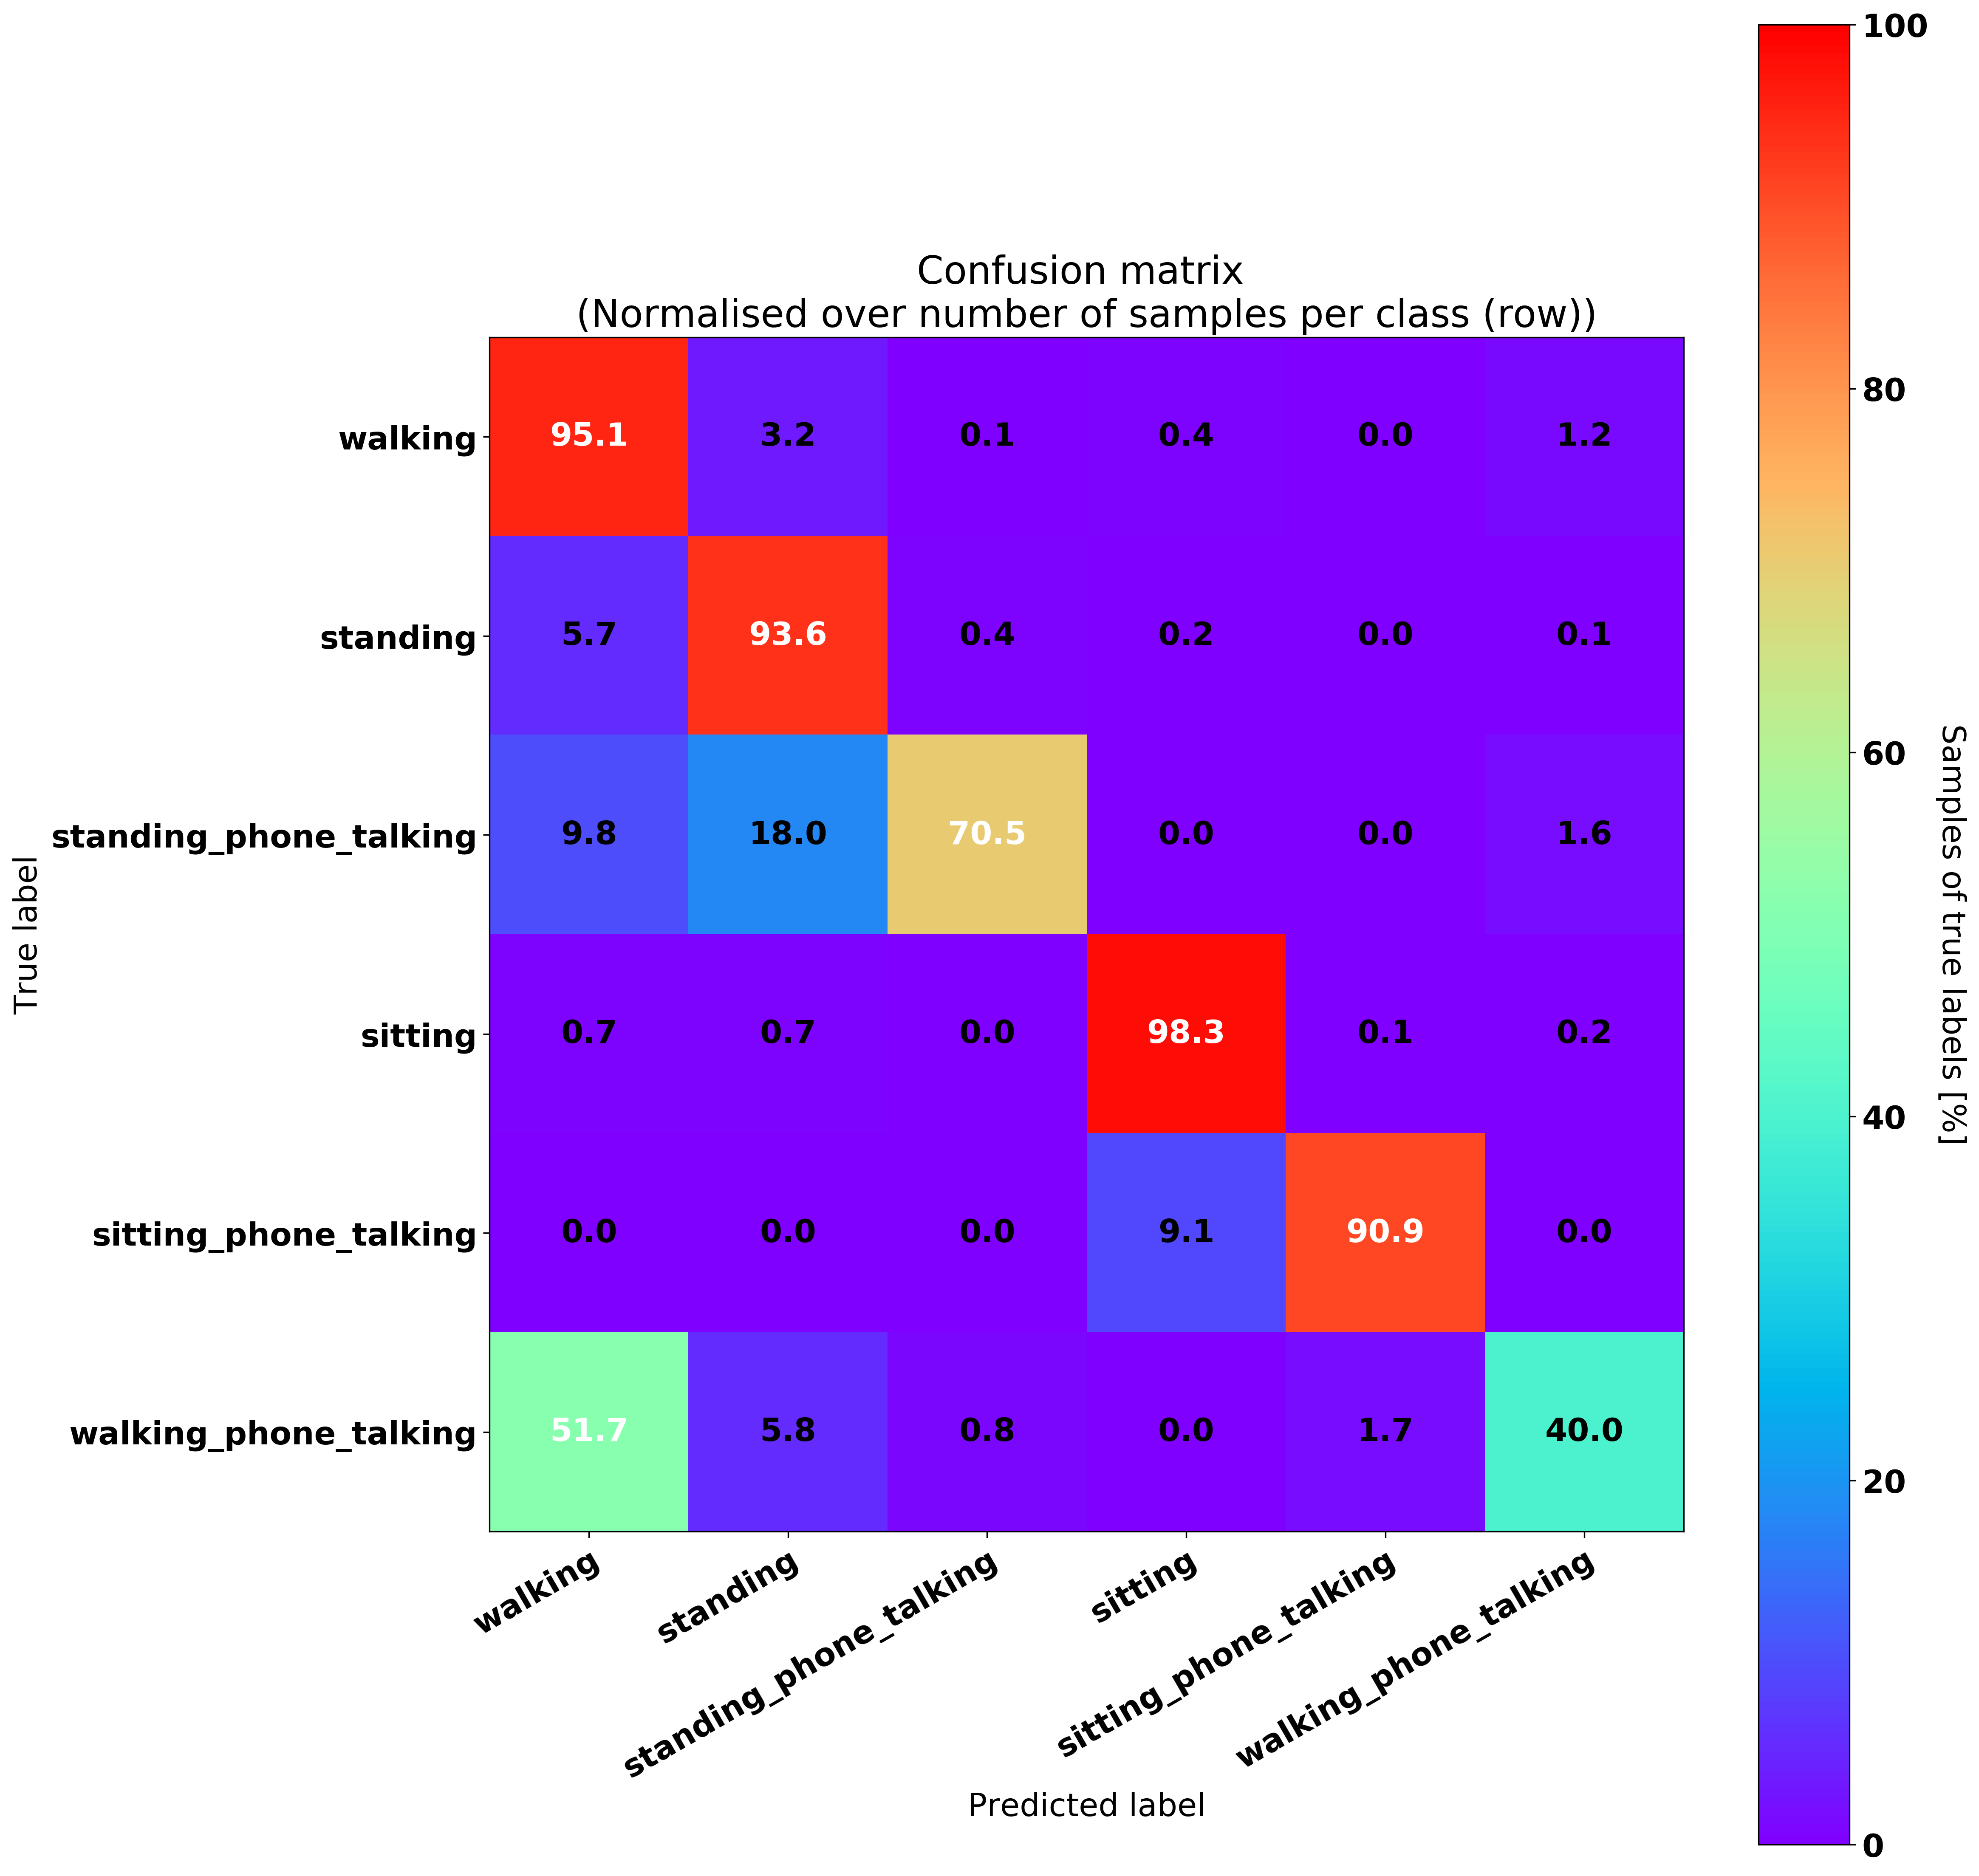 Confusion matrix
(Normalised over number of samples per class (row))
walking 95.1 3.2 0.1 0.4 0.0 1.2
standing 5.7 93.6 0.4 0.2 0.0 0.1
standing_phone_talking 9.8 18.0 70.5 0.0 0.0 1.6
sitting 0.7 0.7 0.0 98.3 0.1 0.2
sitting_phone_talking 0.0 0.0 0.0 9.1 90.9 0.0
walking_phone_talking 51.7 5.8 0.8 0.0 1.7 40.0
True label
walking
standing
standing_phone_talking
sitting
sitting_phone_talking
walking_phone_talking
Predicted label
100
80
60
40
20
0
Samples of true labels [%]